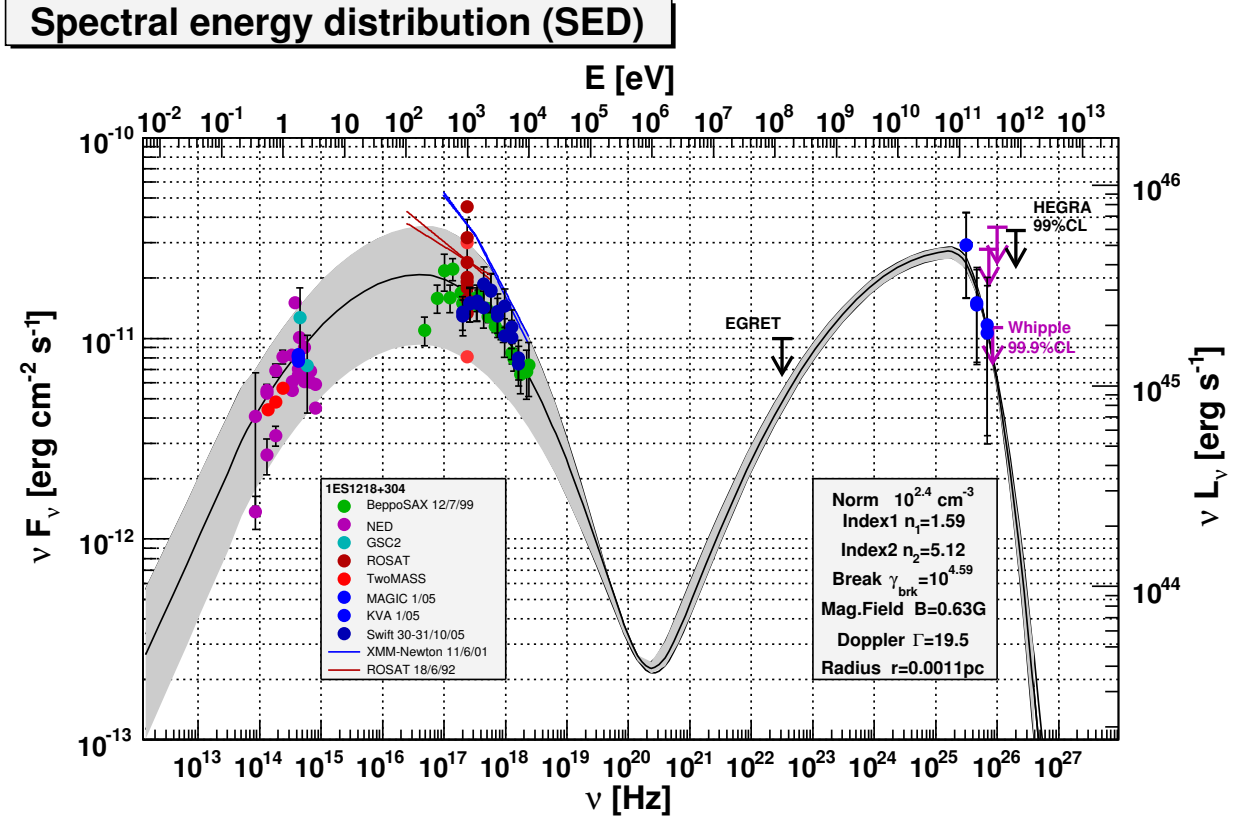 Spectral energy distribution (SED)
E [eV]
10^-2 10^-1 1 10 10^2 10^3 10^4 10^5 10^6 10^7 10^8 10^9 10^10 10^11 10^12 10^13
ν F_ν [erg cm^-2 s^-1]
10^-10
10^-11
10^-12
10^-13
ν L_ν [erg s^-1]
10^46
10^45
10^44
HEGRA
99%CL
EGRET
Whipple
99.9%CL
1ES1218+304
BeppoSAX 12/7/99
NED
GSC2
ROSAT
TwoMASS
MAGIC 1/05
KVA 1/05
Swift 30-31/10/05
XMM-Newton 11/6/01
ROSAT 18/6/92
Norm 10^2.4 cm^-3
Index1 n_1=1.59
Index2 n_2=5.12
Break γ_brk=10^4.59
Mag.Field B=0.63G
Doppler Γ=19.5
Radius r=0.0011pc
10^13 10^14 10^15 10^16 10^17 10^18 10^19 10^20 10^21 10^22 10^23 10^24 10^25 10^26 10^27
ν [Hz]